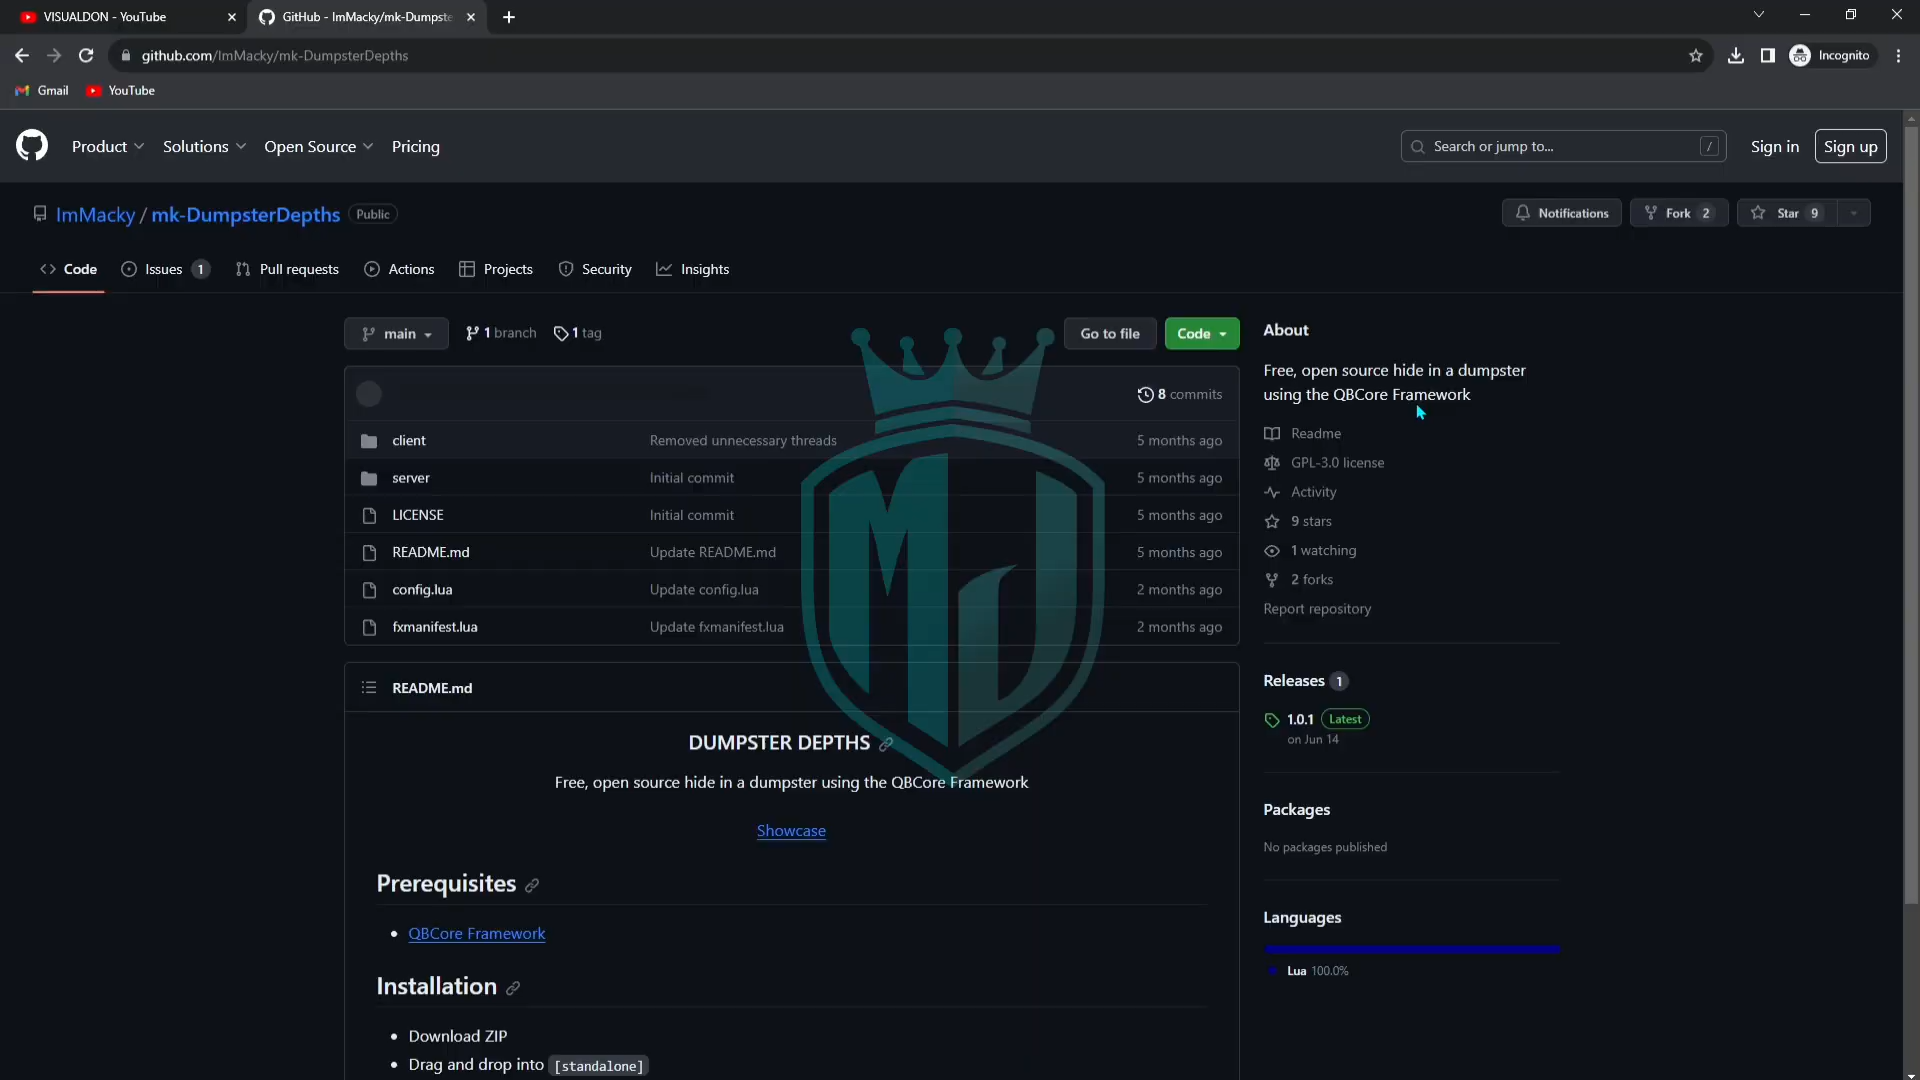 VISUALDON - YouTube
GitHub - ImMacky/mk-Dumpste
github.com/ImMacky/mk-DumpsterDepths
Incognito
Gmail
YouTube
Product
Solutions
Open Source
Pricing
Search or jump to...
/
Sign in
Sign up
ImMacky / mk-DumpsterDepths
Public
Notifications
Fork 2
Star 9
Code
Issues 1
Pull requests
Actions
Projects
Security
Insights
main
1 branch
1 tag
Go to file
Code
8 commits
client Removed unnecessary threads 5 months ago
server Initial commit 5 months ago
LICENSE Initial commit 5 months ago
README.md Update README.md 5 months ago
config.lua Update config.lua 2 months ago
fxmanifest.lua Update fxmanifest.lua 2 months ago
MJ
README.md
DUMPSTER DEPTHS
Free, open source hide in a dumpster using the QBCore Framework
Showcase
Prerequisites
QBCore Framework
Installation
Download ZIP
Drag and drop into [standalone]
About
Free, open source hide in a dumpster
using the QBCore Framework
Readme
GPL-3.0 license
Activity
9 stars
1 watching
2 forks
Report repository
Releases 1
1.0.1 Latest
on Jun 14
Packages
No packages published
Languages
Lua 100.0%